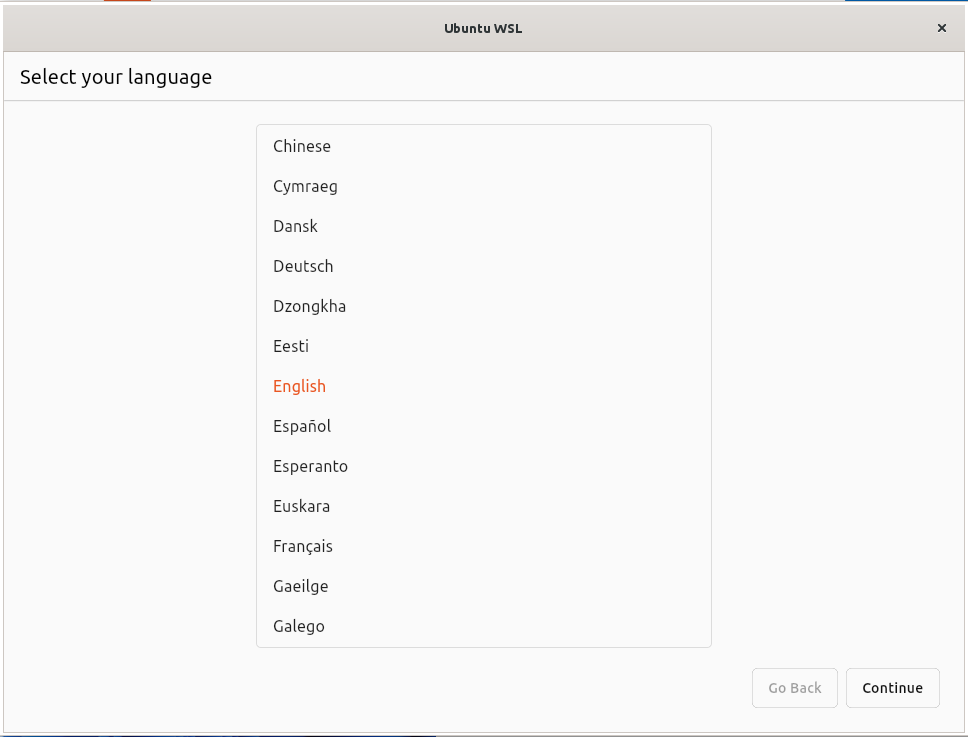 Ubuntu WSL
Select your language
Chinese
Cymraeg
Dansk
Deutsch
Dzongkha
Eesti
English
Español
Esperanto
Euskara
Français
Gaeilge
Galego
Go Back
Continue